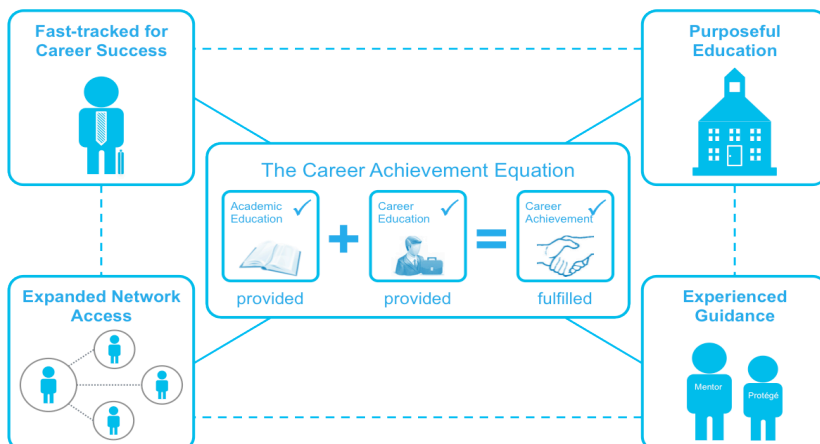 Fast-tracked for
Career Success
Purposeful
Education
The Career Achievement Equation
Academic
Education
+
Career
Education
=
Career
Achievement
provided
provided
fulfilled
Expanded Network
Access
Experienced
Guidance
Mentor
Protégé